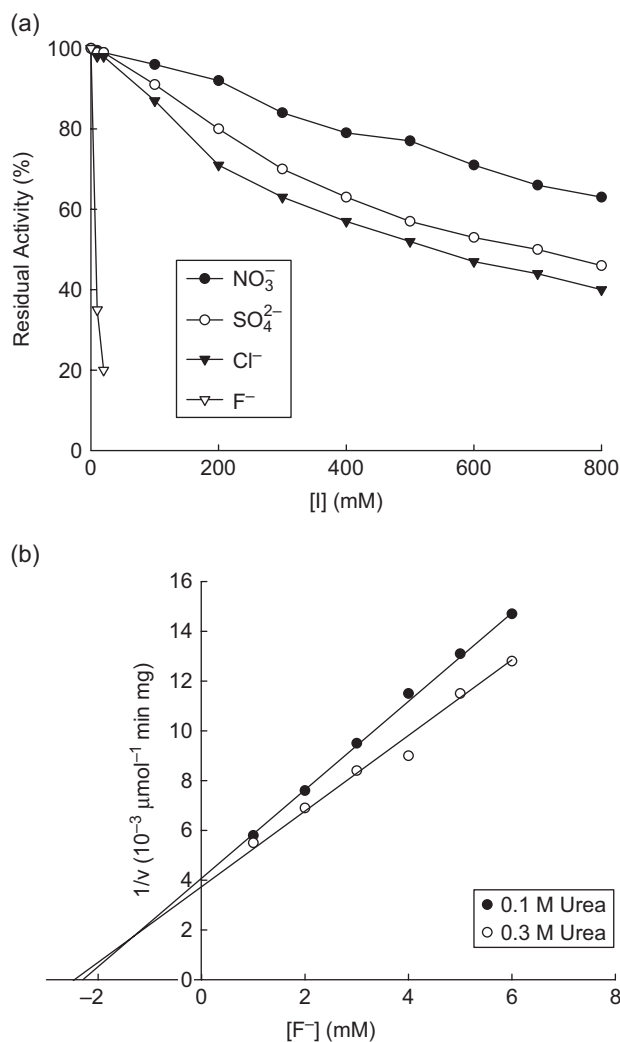 (a)
100
80
60
40
20
0
Residual Activity (%)
NO₃⁻
SO₄²⁻
Cl⁻
F⁻
0 200 400 600 800
[I] (mM)
(b)
16
14
12
10
8
6
4
2
0
1/v (10⁻³ μmol⁻¹ min mg)
0.1 M Urea
0.3 M Urea
−2 0 2 4 6 8
[F⁻] (mM)